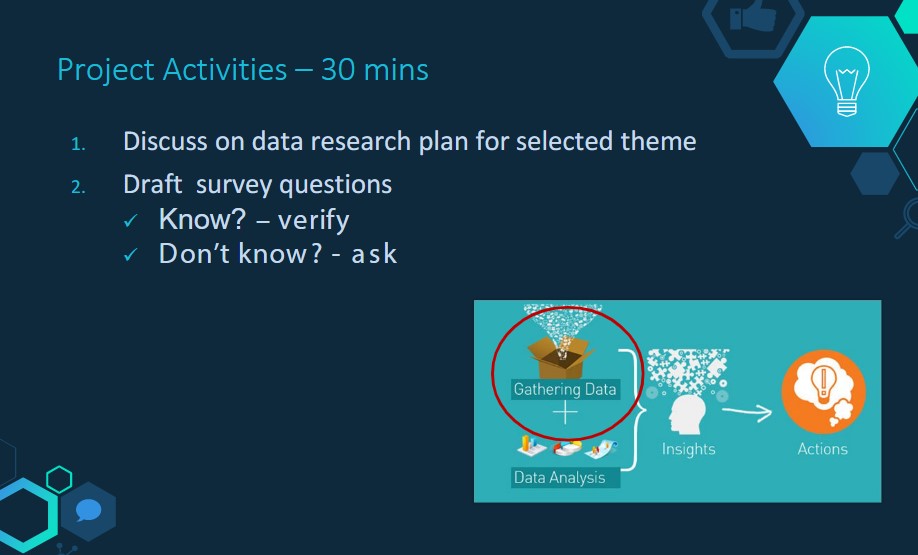 Project Activities – 30 mins
1. Discuss on data research plan for selected theme
2. Draft survey questions
✓ Know? – verify
✓ Don't know? - ask
Gathering Data
+
Data Analysis
Insights
Actions